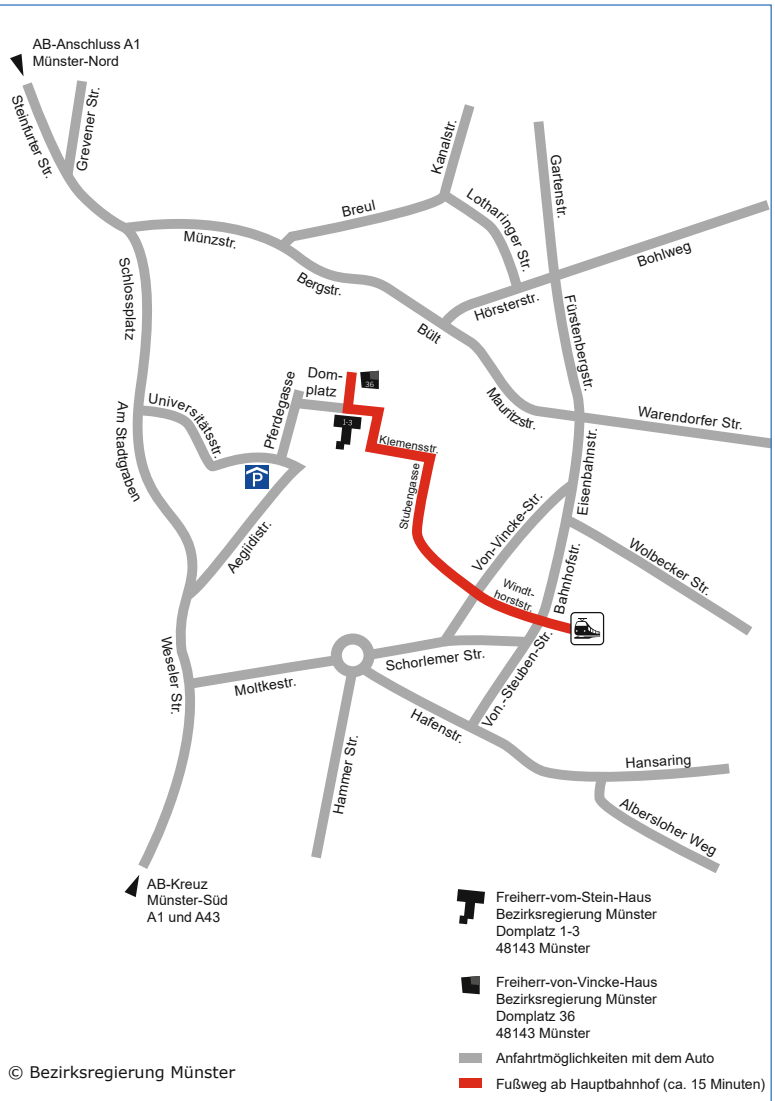 AB-Anschluss A1
Münster-Nord
Steinfurter Str.
Grevener Str.
Kanalstr.
Gartenstr.
Breul
Lotharinger Str.
Münzstr.
Bohlweg
Schlossplatz
Bergstr.
Hörsterstr.
Fürstenbergstr.
Bült
Dom-
platz
36
Pferdegasse
Mauritzstr.
Universitätsstr.
Am Stadtgraben
1-3
Warendorfer Str.
Klemensstr.
P
Stubengasse
Eisenbahnstr.
Von-Vincke-Str.
Aegiidistr.
Wolbecker Str.
Bahnhofstr.
Windt-
horststr.
Weseler Str.
Schorlemer Str.
Von.-Steuben-Str.
Moltkestr.
Hafenstr.
Hammer Str.
Hansaring
Albersloher Weg
AB-Kreuz
Münster-Süd
A1 und A43
Freiherr-vom-Stein-Haus
Bezirksregierung Münster
Domplatz 1-3
48143 Münster
Freiherr-von-Vincke-Haus
Bezirksregierung Münster
Domplatz 36
48143 Münster
Anfahrtmöglichkeiten mit dem Auto
Fußweg ab Hauptbahnhof (ca. 15 Minuten)
© Bezirksregierung Münster